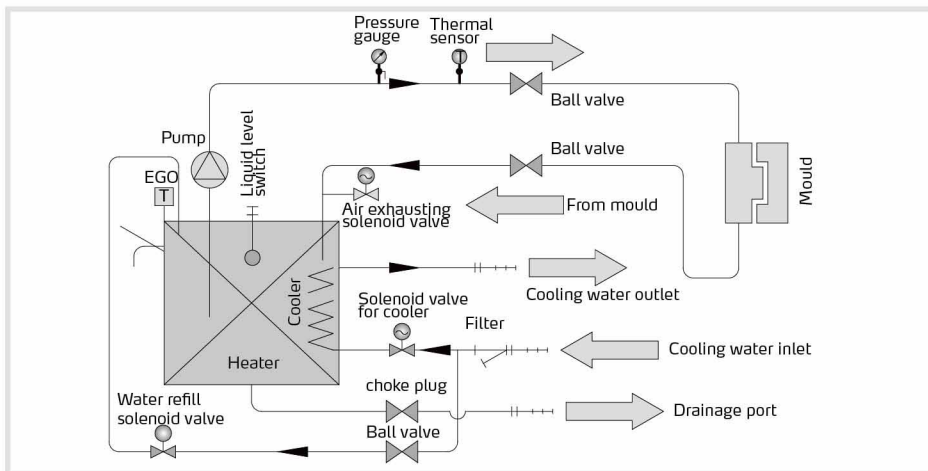 Pressure
gauge
Thermal
sensor
T
Ball valve
Pump
Liquid level
switch
Ball valve
EGO
T
Mould
Air exhausting
solenoid valve
From mould
Cooler
Cooling water outlet
Solenoid valve
for cooler
Filter
Cooling water inlet
Heater
choke plug
Drainage port
Water refill
solenoid valve
Ball valve